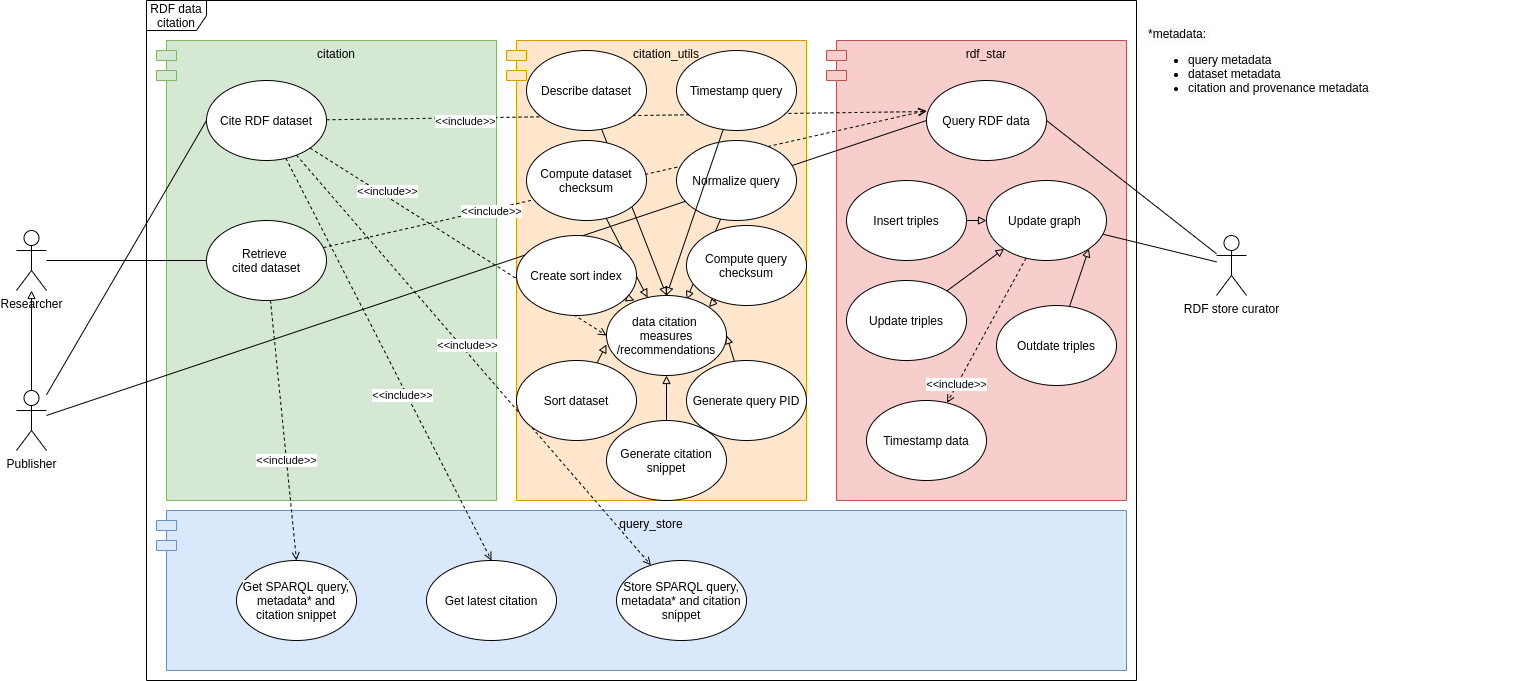 RDF data
citation
citation
citation_utils
rdf_star
*metadata:
query metadata
dataset metadata
citation and provenance metadata
Describe dataset
Timestamp query
Cite RDF dataset
<<include>>
Query RDF data
Compute dataset
checksum
Normalize query
<<include>>
<<include>>
Insert triples
Update graph
Retrieve
cited dataset
Create sort index
Compute query
checksum
Researcher
RDF store curator
data citation
measures
/recommendations
Update triples
Outdate triples
<<include>>
<<include>>
<<include>>
Sort dataset
Generate query PID
Timestamp data
Publisher
<<include>>
Generate citation
snippet
query_store
Get SPARQL query,
metadata* and
citation snippet
Get latest citation
Store SPARQL query,
metadata* and citation
snippet